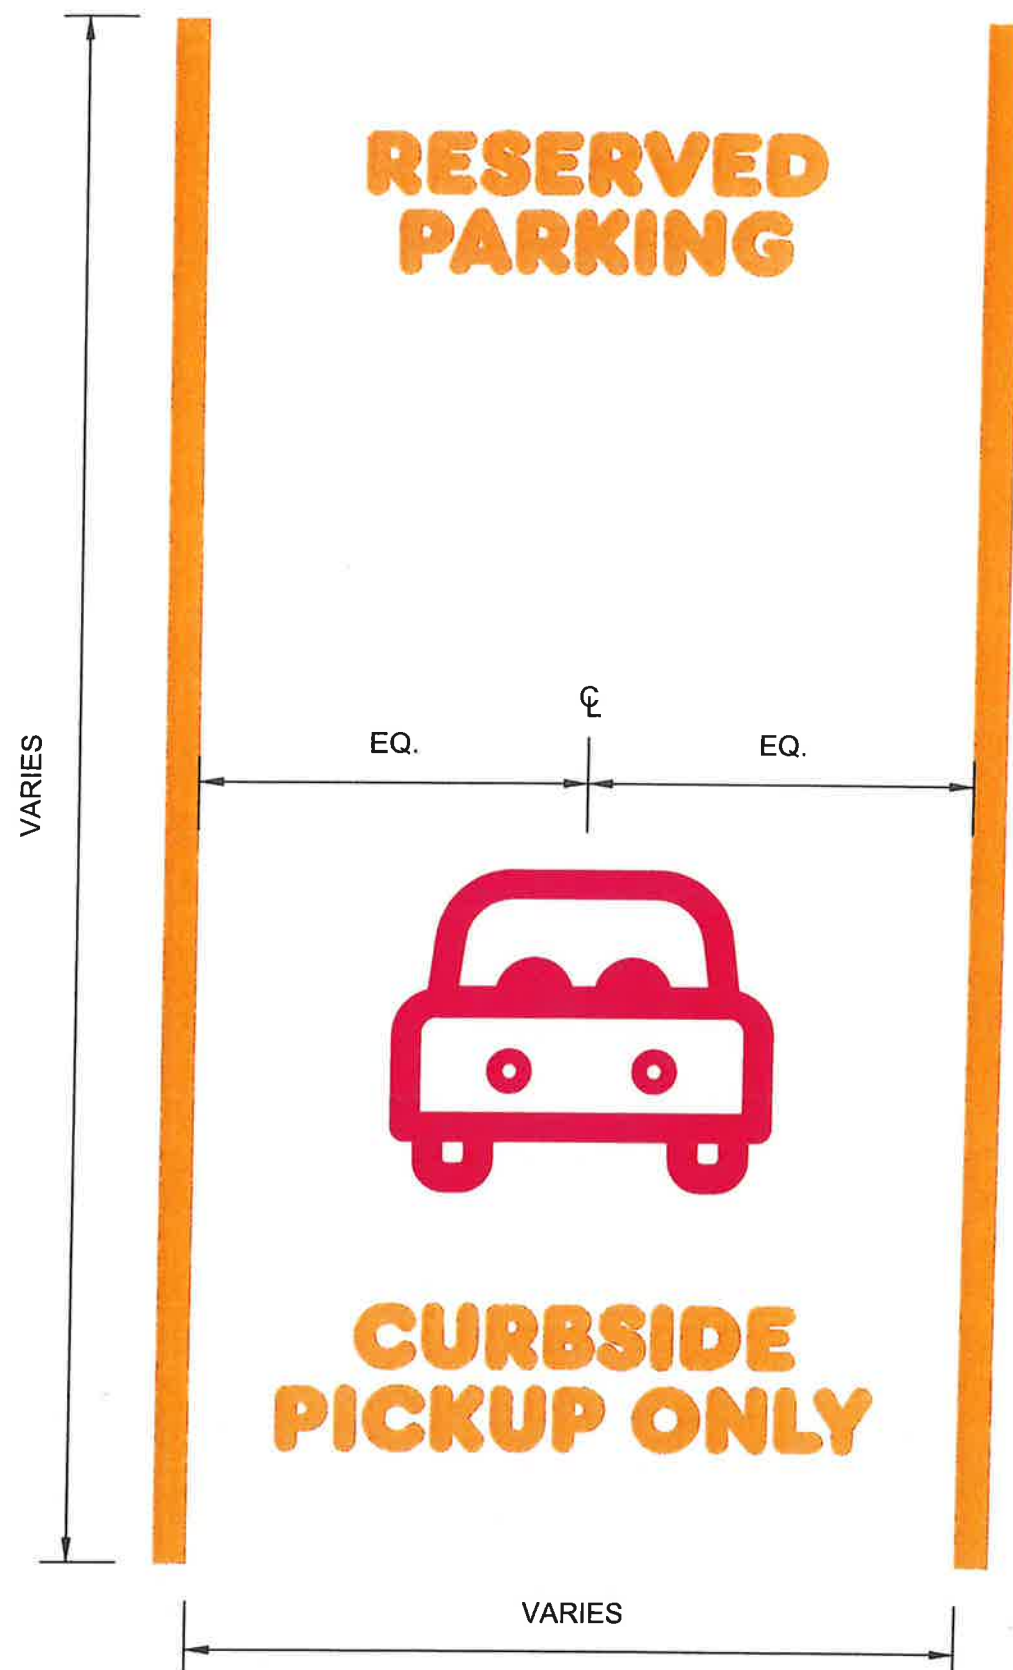 RESERVED
PARKING
℄
EQ.
EQ.
VARIES
CURBSIDE
PICKUP ONLY
VARIES